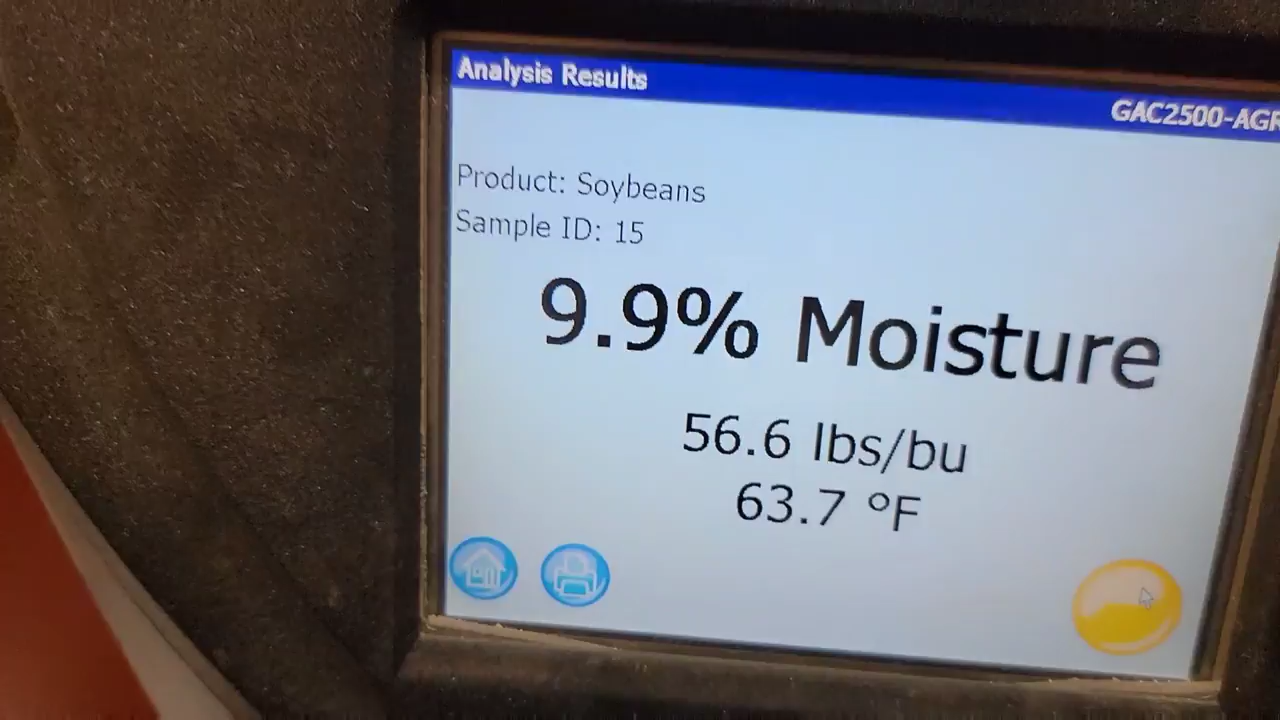 Analysis Results
GAC2500-AGR
Product: Soybeans
Sample ID: 15
9.9% Moisture
56.6 lbs/bu
63.7 °F